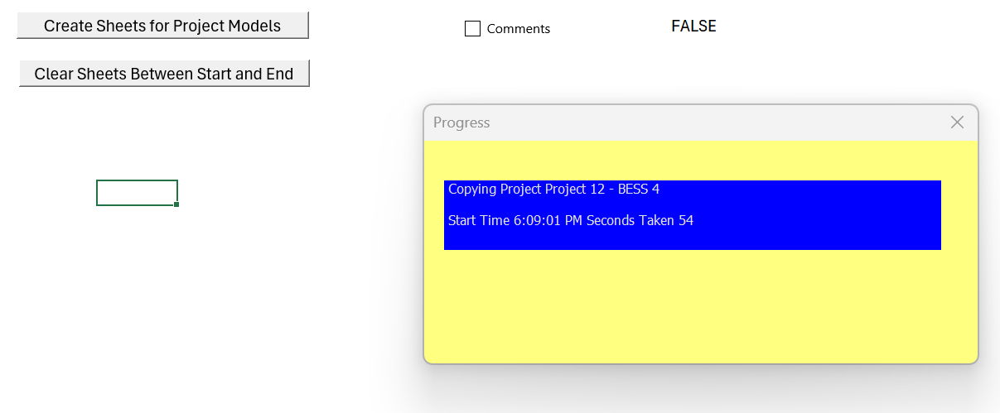 Create Sheets for Project Models
Comments
FALSE
Clear Sheets Between Start and End
Progress
Copying Project Project 12 - BESS 4
Start Time 6:09:01 PM Seconds Taken 54